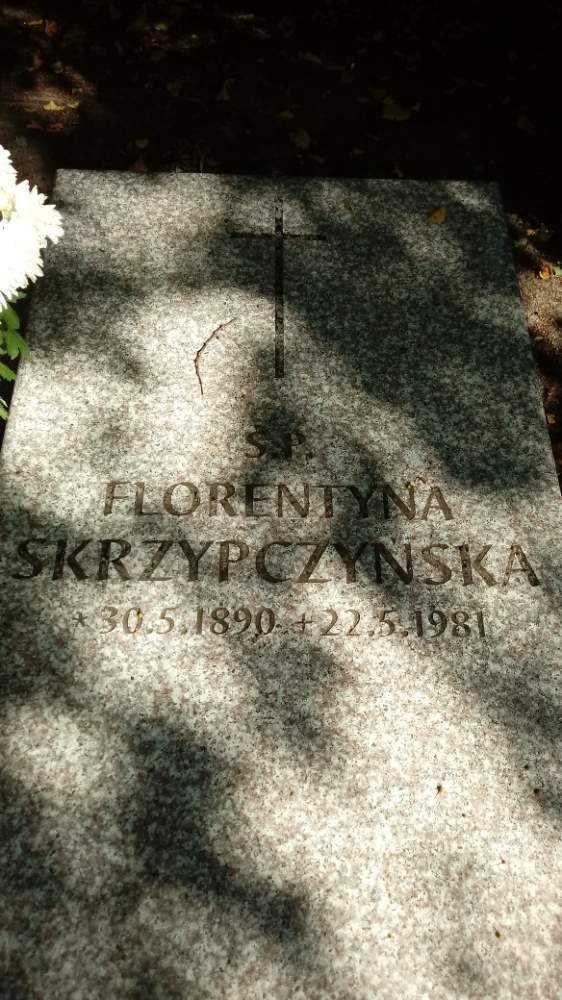 Ś.P.
FLORENTYNA
SKRZYPCZYŃSKA
* 30.5.1890 + 22.5.1981